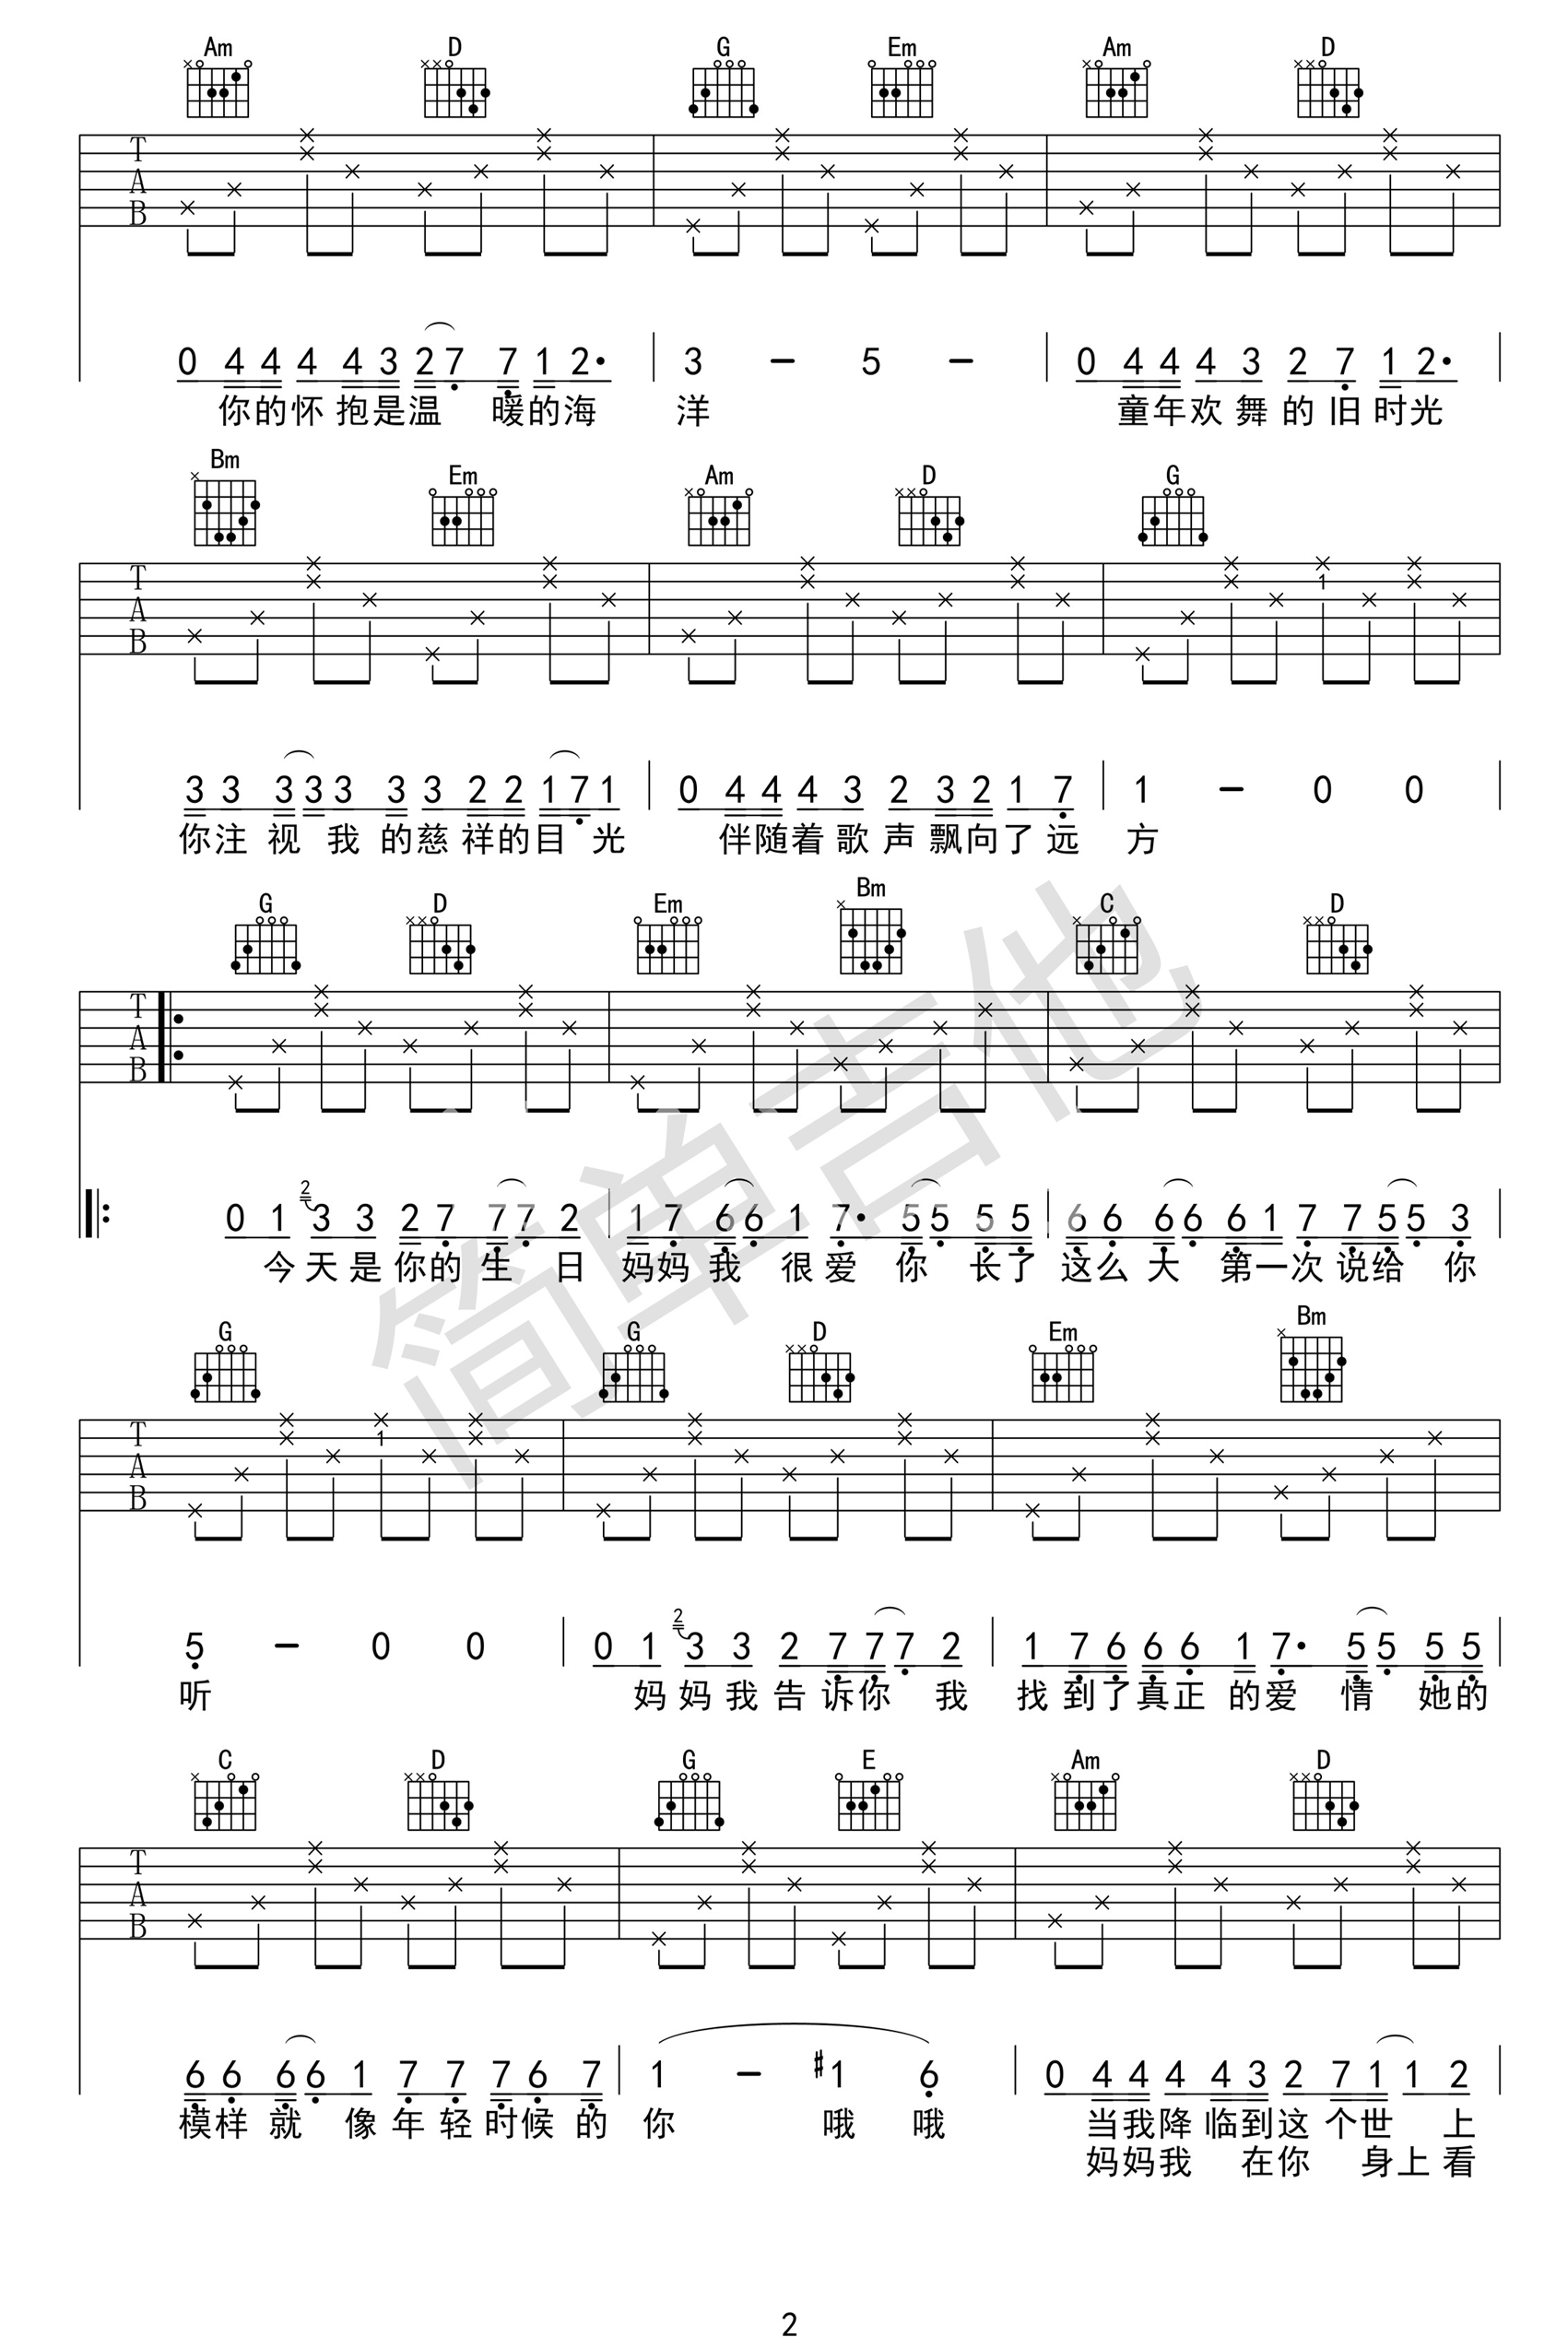 Am D G Em Am D
T
A
B
0 4 4 4 4 3 2 7 7 1 2· 3 - 5 - 0 4 4 4 3 2 7 1 2·
你的怀抱是温 暖的海 洋 童年欢舞的旧时光
Bm Em Am D G
1
T
A
B
3 3 3 3 3 3 3 2 2 1 7 1 0 4 4 4 3 2 3 2 1 7 1 - 0 0
你注视 我的慈祥的目光 伴随着歌声飘向了远 方
G D Em Bm C D
T
A
B
0 1 2 3 3 2 7 7 7 2 1 7 6 6 1 7· 5 5 5 5 6 6 6 6 6 1 7 7 5 5 3
今天是你的生 日 妈妈我 很爱 你 长了 这么大 第一次说给 你
G G D Em Bm
1
T
A
B
5 - 0 0 0 1 2 3 3 2 7 7 7 2 1 7 6 6 6 1 7· 5 5 5 5
听 妈妈我告诉你 我 找到了真正的爱 情 她的
C D G E Am D
T
A
B
6 6 6 6 1 7 7 7 6 7 1 - #1 6 0 4 4 4 4 3 2 7 1 1 2
模样就 像年轻时候的 你 哦 哦 当我降临到这个世 上
妈妈我 在你 身上看
简单吉他
2